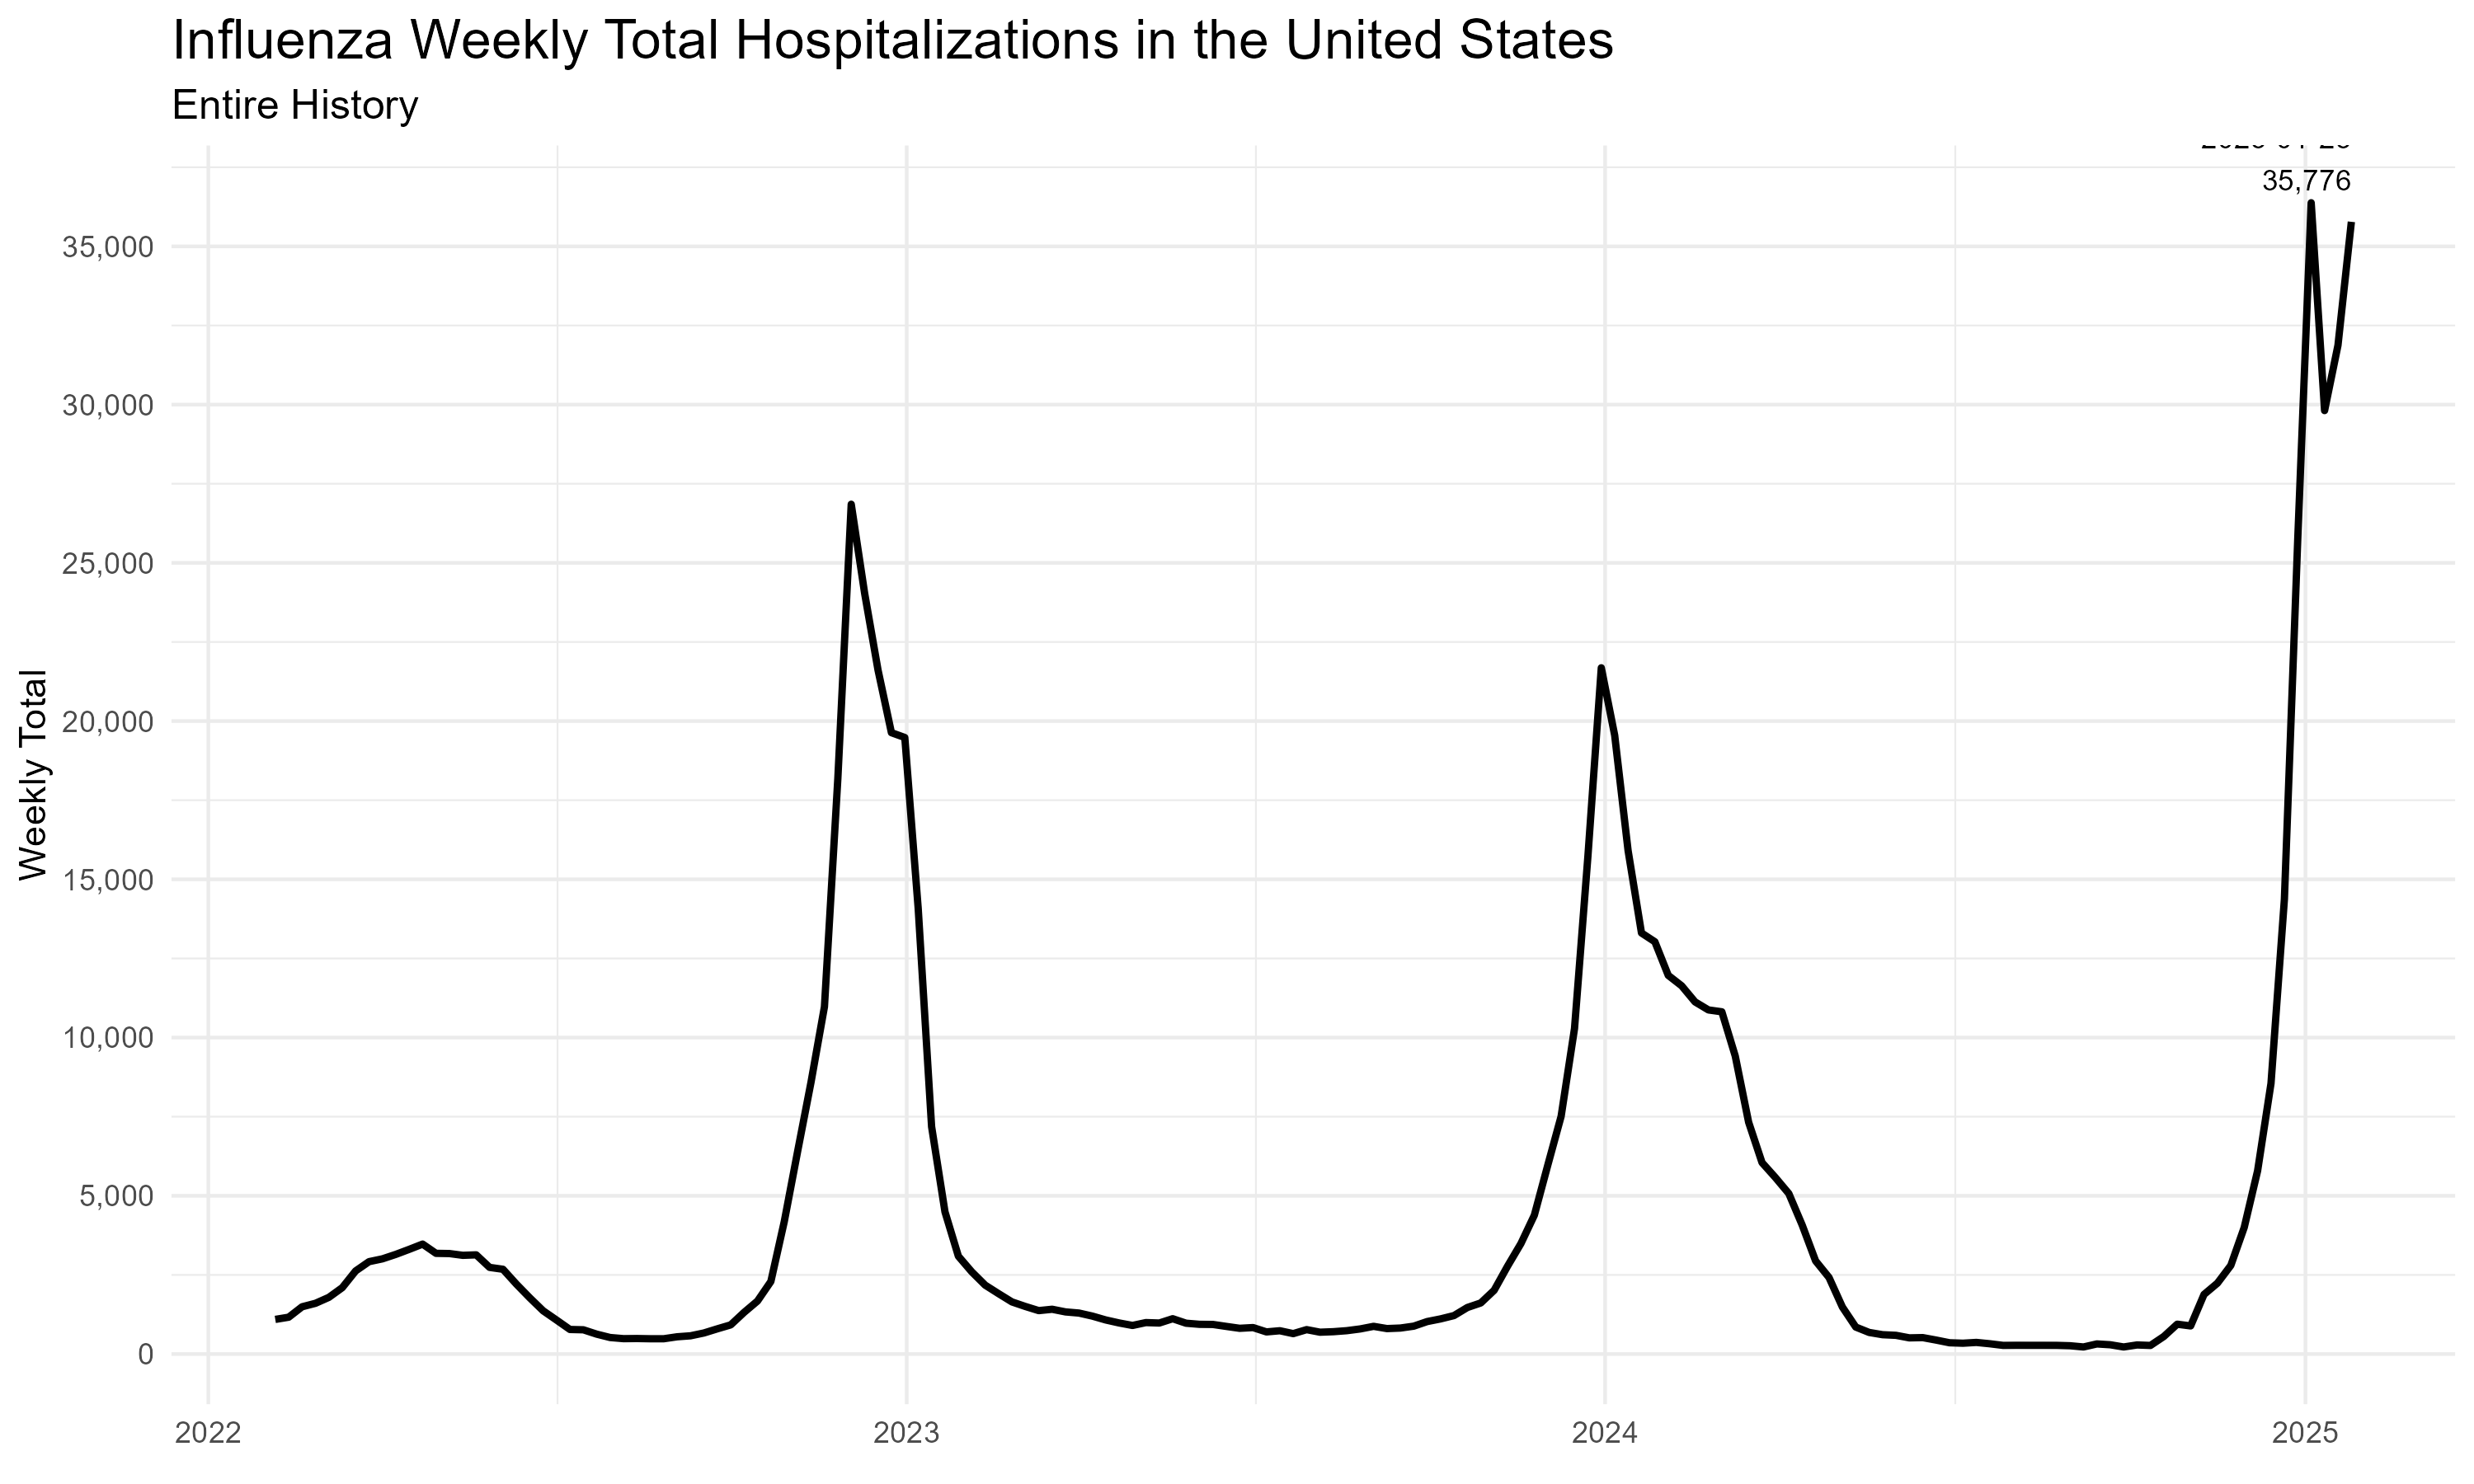 Influenza Weekly Total Hospitalizations in the United States
Entire History
35,776
35,000
30,000
25,000
20,000
15,000
10,000
5,000
0
Weekly Total
2022 2023 2024 2025